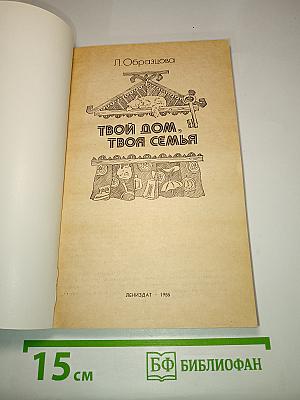 Л. Образцова
ТВОЙ ДОМ,
ТВОЯ СЕМЬЯ
ЛЕНИЗДАТ · 1986
15 см
БФ БИБЛИОФАН